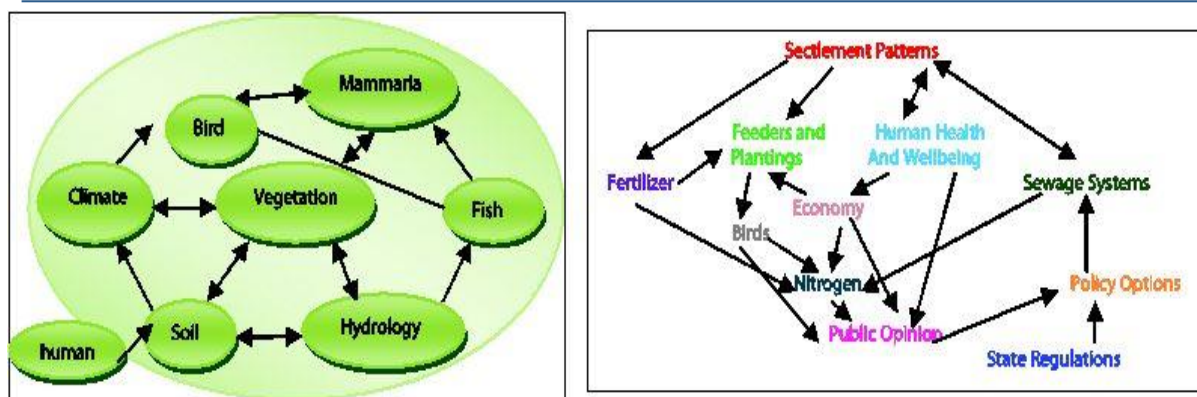 Mammaria
Bird
Climate
Vegetation
Fish
Soil
Hydrology
human
Sectlement Patterns
Feeders and
Plantings
Human Health
And Wellbeing
Fertilizer
Sewage Systems
Economy
Birds
Nitrogen
Policy Options
Public Opinion
State Regulations